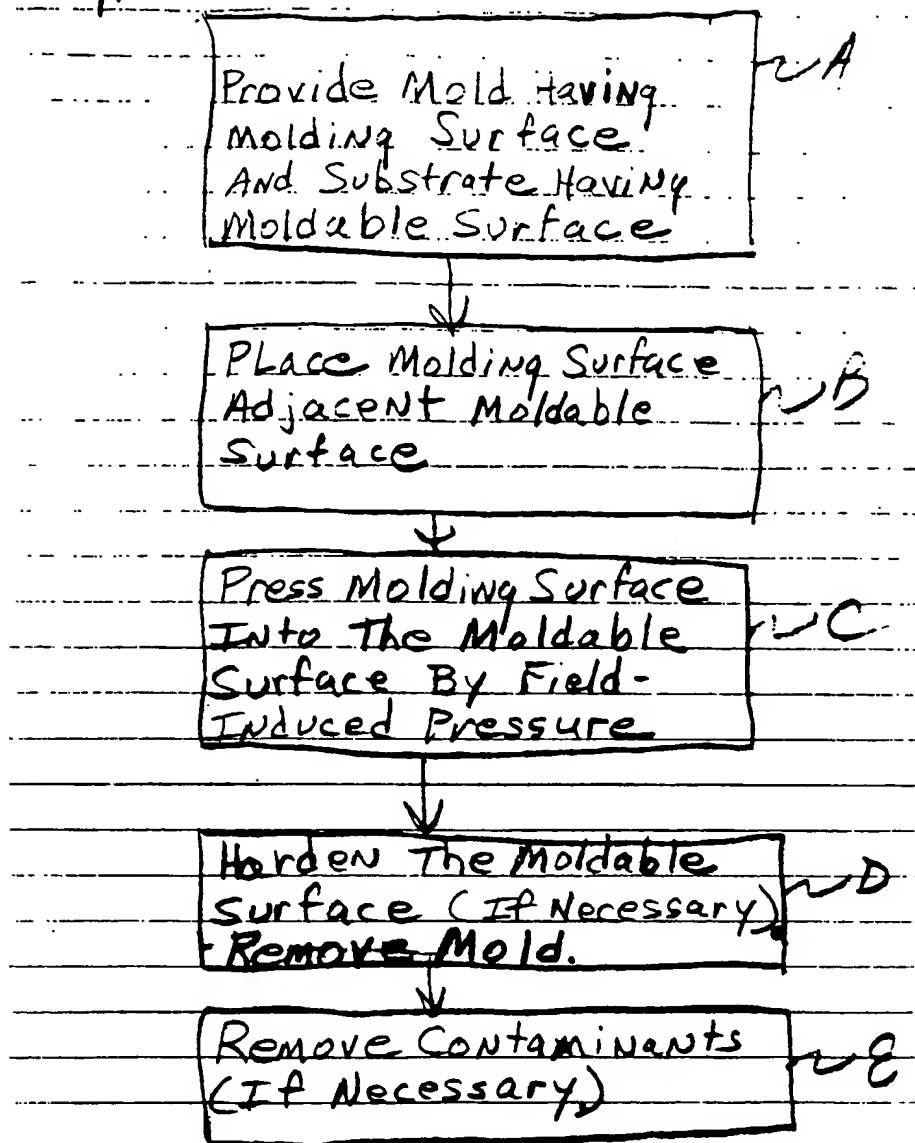 Provide Mold Having
Molding Surface
And Substrate Having
Moldable Surface
A
Place Molding Surface
Adjacent Moldable
Surface
B
Press Molding Surface
Into The Moldable
Surface By Field-
Induced Pressure
C
Harden The Moldable
Surface (If Necessary).
Remove Mold.
D
Remove Contaminants
(If Necessary)
E